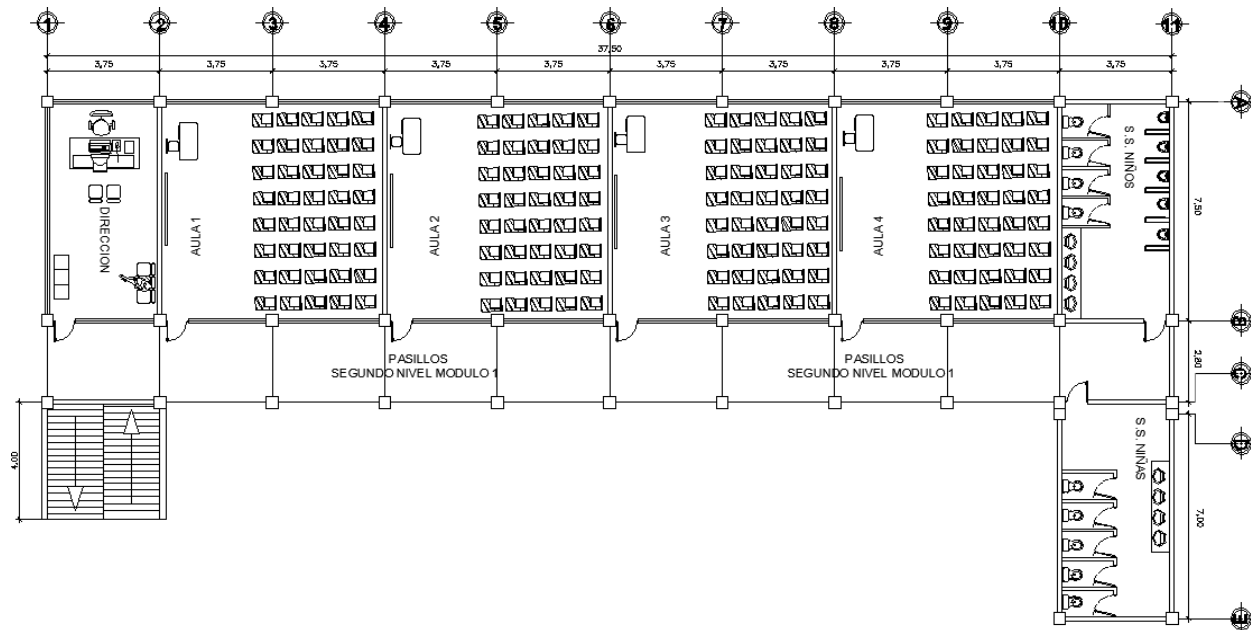 1 2 3 4 5 6 7 8 9 10 11
37,50
3,75 3,75 3,75 3,75 3,75 3,75 3,75 3,75 3,75 3,75
A
DIRECCION
AULA 1
AULA 2
AULA 3
AULA 4
S.S. NIÑOS
7,50
B
PASILLOS
SEGUNDO NIVEL MODULO 1
PASILLOS
SEGUNDO NIVEL MODULO 1
2,80
C
4,00
S.S. NIÑAS
D
7,00
E